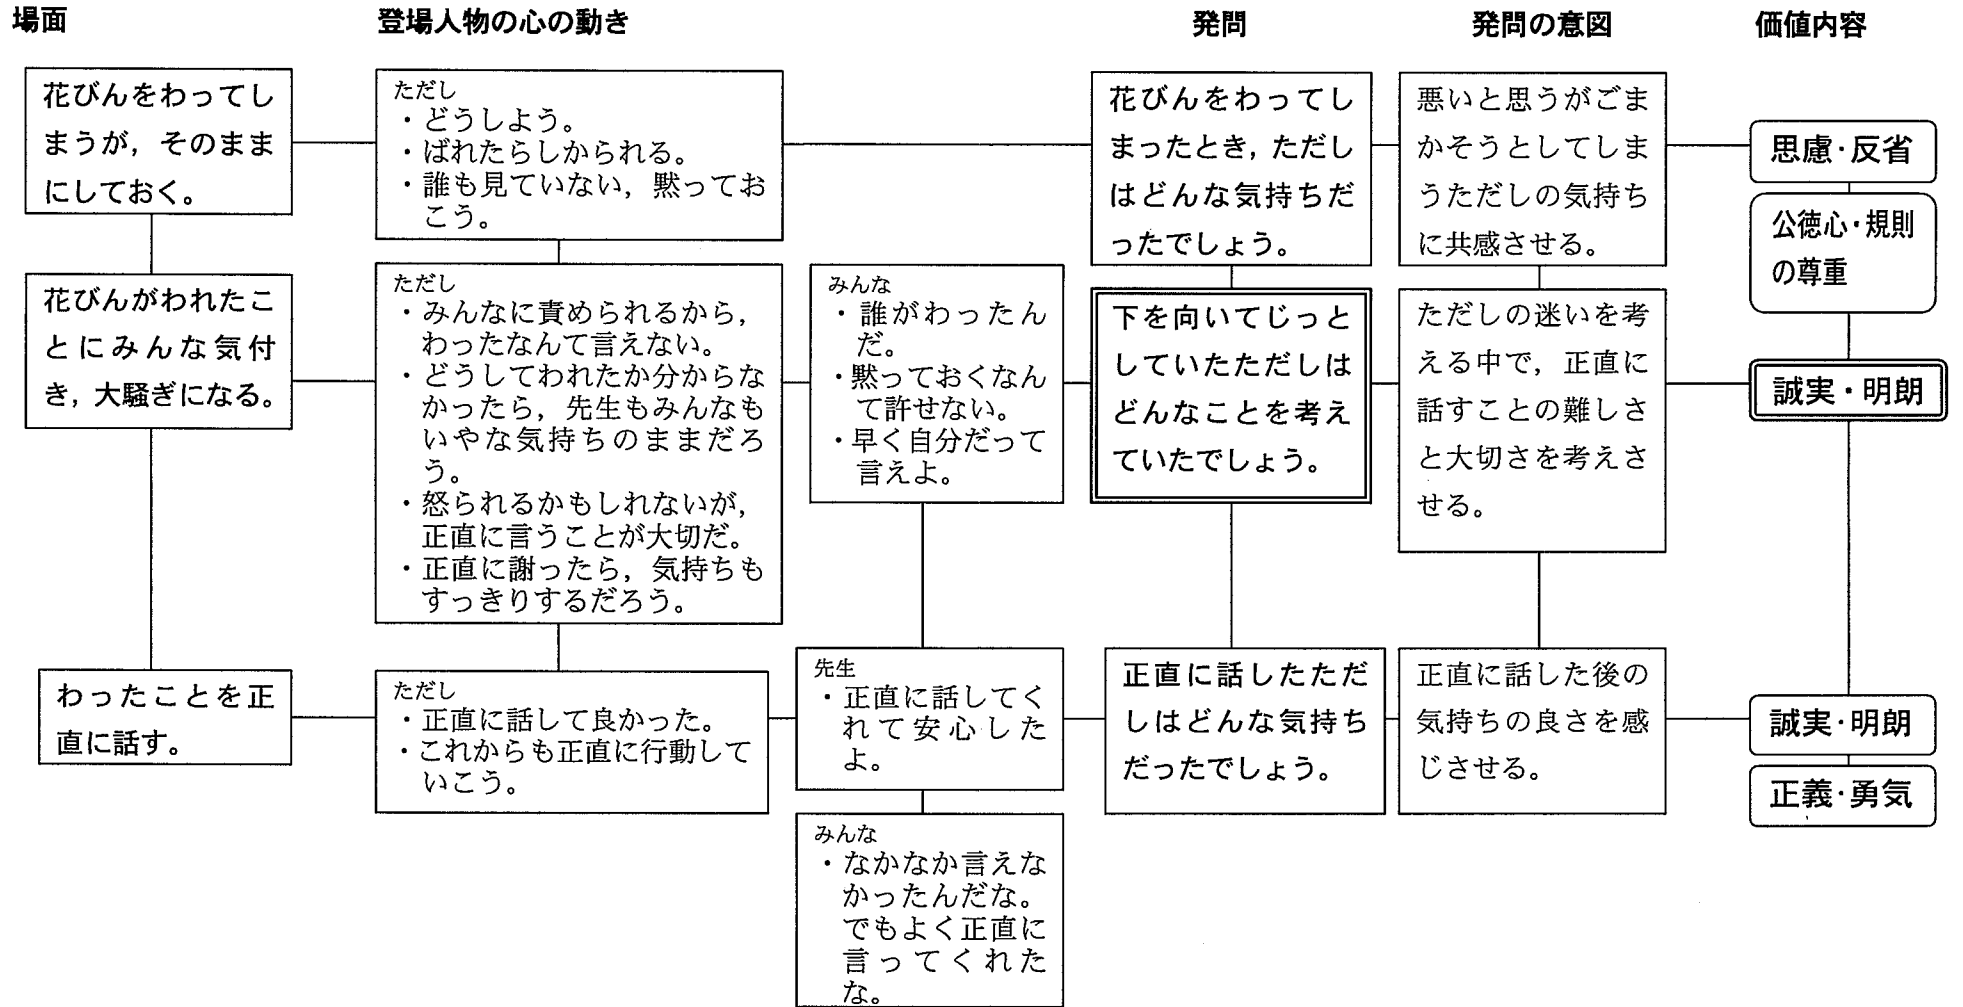 場面
登場人物の心の動き
発問
発問の意図
価値内容
花びんをわってし
まうが，そのまま
にしておく。
ただし
・どうしよう。
・ばれたらしかられる。
・誰も見ていない，黙ってお
こう。
花びんをわってし
まったとき，ただし
はどんな気持ちだ
ったでしょう。
悪いと思うがごま
かそうとしてしま
うただしの気持ち
に共感させる。
思慮・反省
公徳心・規則
の尊重
花びんがわれたこ
とにみんな気付
き，大騒ぎになる。
ただし
・みんなに責められるから，
わったなんて言えない。
・どうしてわれたか分からな
かったら，先生もみんなも
いやな気持ちのままだろ
う。
・怒られるかもしれないが，
正直に言うことが大切だ。
・正直に謝ったら，気持ちも
すっきりするだろう。
みんな
・誰がわったん
だ。
・黙っておくなん
て許せない。
・早く自分だって
言えよ。
下を向いてじっと
していたただしは
どんなことを考え
ていたでしょう。
ただしの迷いを考
える中で，正直に
話すことの難しさ
と大切さを考えさ
せる。
誠実・明朗
わったことを正
直に話す。
ただし
・正直に話して良かった。
・これからも正直に行動して
いこう。
先生
・正直に話してく
れて安心した
よ。
みんな
・なかなか言えな
かったんだな。
でもよく正直に
言ってくれた
な。
正直に話したただ
しはどんな気持ち
だったでしょう。
正直に話した後の
気持ちの良さを感
じさせる。
誠実・明朗
正義・勇気